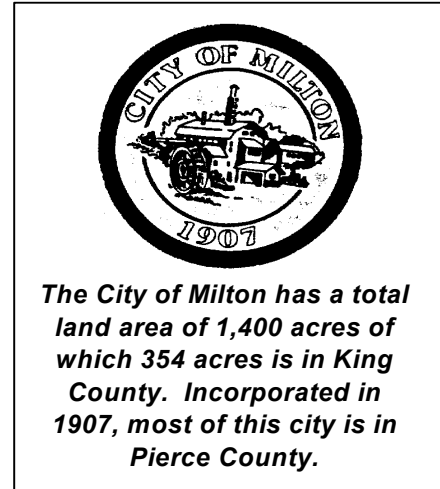 CITY OF MILTON
1907
The City of Milton has a total
land area of 1,400 acres of
which 354 acres is in King
County. Incorporated in
1907, most of this city is in
Pierce County.